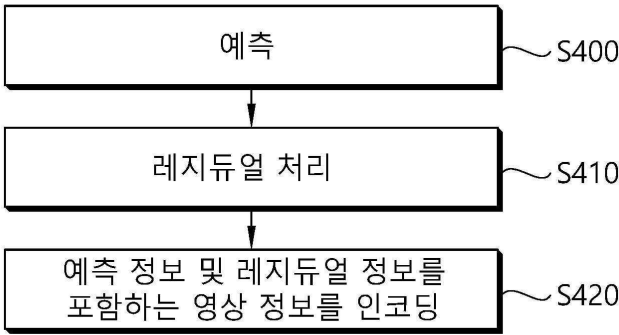 예측
S400
레지듀얼 처리
S410
예측 정보 및 레지듀얼 정보를
포함하는 영상 정보를 인코딩
S420